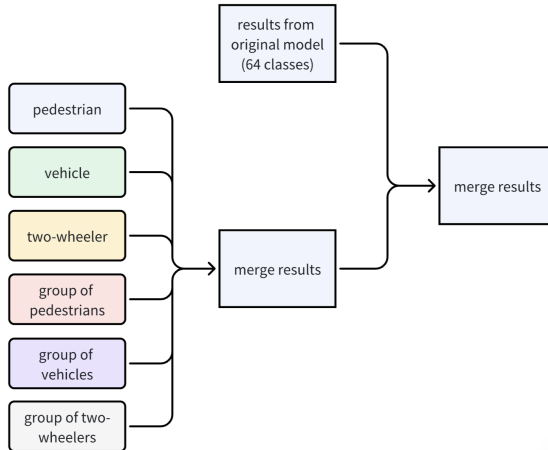 results from
original model
(64 classes)
pedestrian
vehicle
two-wheeler
group of
pedestrians
group of
vehicles
group of two-
wheelers
merge results
merge results